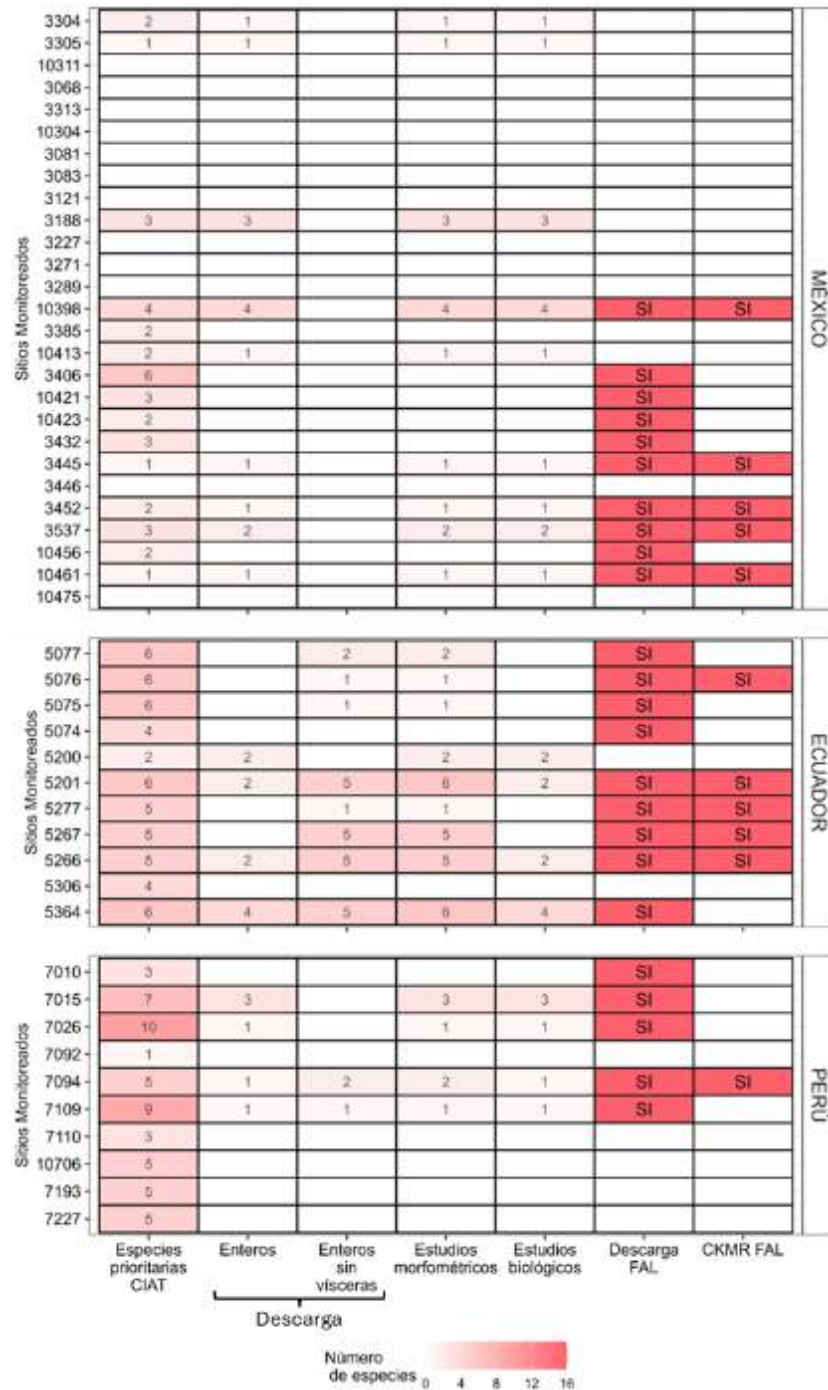 3304 2 1 1 1
3305 1 1 1 1
10311
3068
3313
10304
3081
3083
3121
3188 3 3 3 3
3227
3271
3289
10398 4 4 4 4 SI SI
3385 2
10413 2 1 1 1
3406 6 SI
10421 3 SI
10423 2 SI
3432 3 SI
3445 1 1 1 1 SI SI
3446
3452 2 1 1 1 SI SI
3537 3 2 2 2 SI SI
10456 2 SI
10461 1 1 1 1 SI SI
10475
Sitios Monitoreados
MÉXICO
5077 6 2 2 SI
5076 6 1 1 SI SI
5075 6 1 1 SI
5074 4 SI
5200 2 2 2 2
5201 6 2 5 6 2 SI SI
5277 5 1 1 SI SI
5267 5 5 5 SI SI
5266 5 2 5 5 2 SI SI
5306 4
5364 6 4 5 6 4 SI
Sitios Monitoreados
ECUADOR
7010 3 SI
7015 7 3 3 3 SI
7026 10 1 1 1 SI
7092 1
7094 5 1 2 2 1 SI SI
7109 9 1 1 1 1 SI
7110 3
10706 5
7193 5
7227 5
Sitios Monitoreados
PERÚ
Especies prioritarias CIAT
Enteros
Enteros sin vísceras
Estudios morfométricos
Estudios biológicos
Descarga FAL
CKMR FAL
Descarga
Número de especies
0 4 8 12 16